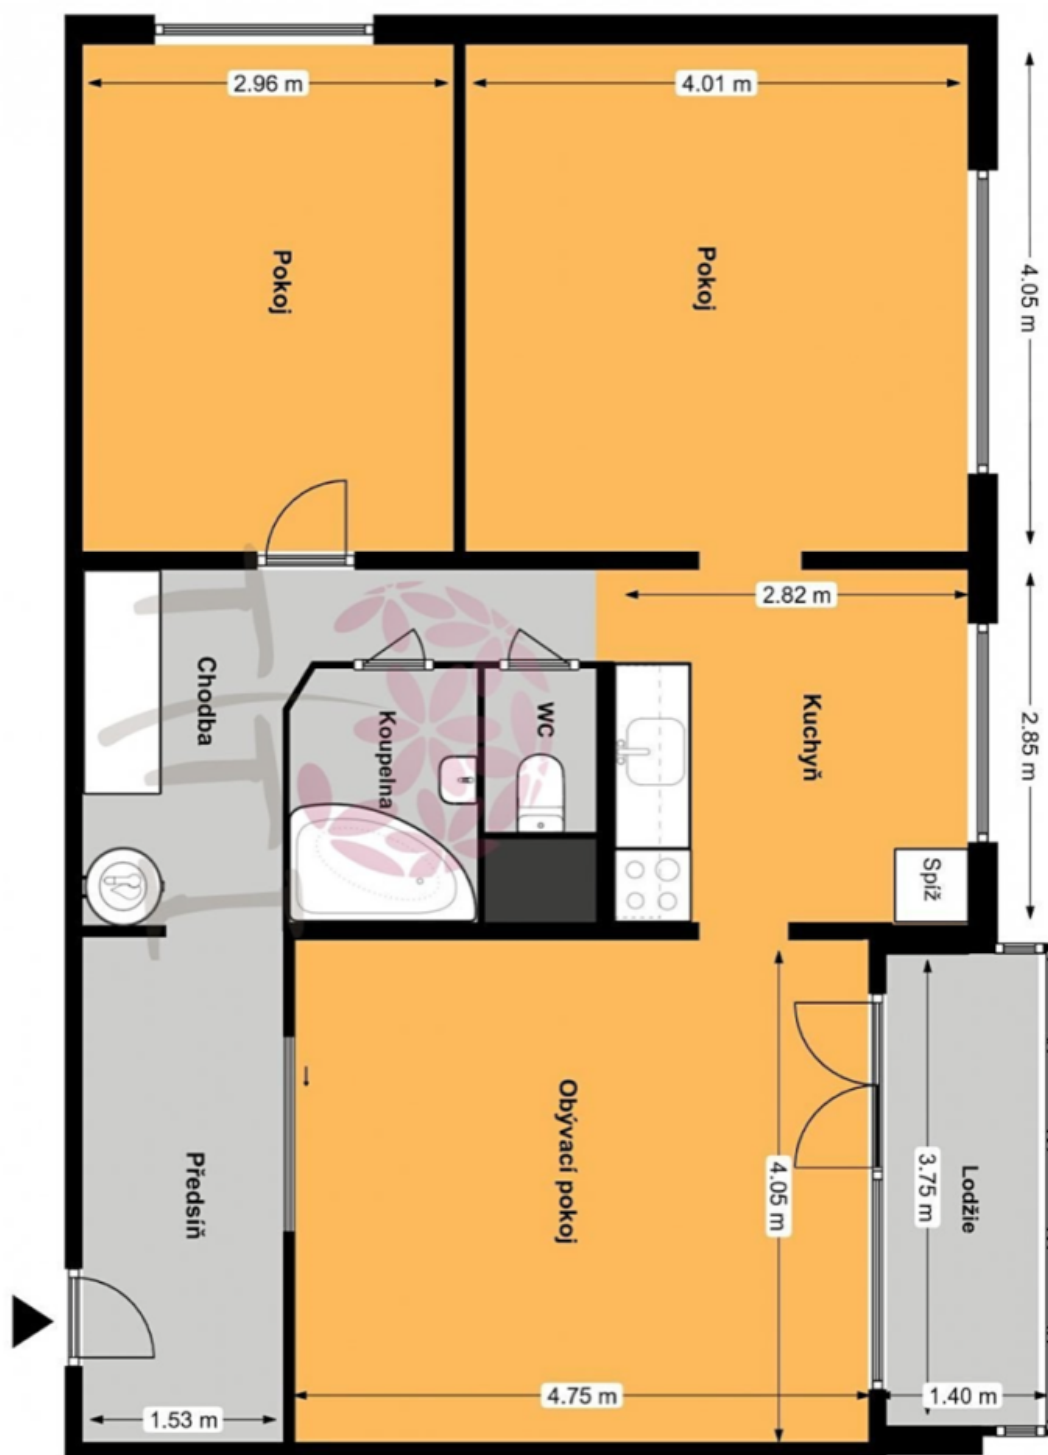 2.96 m
4.01 m
Pokoj
Pokoj
4.05 m
2.82 m
Chodba
Koupelna
WC
Kuchyň
2.85 m
Spíž
Předsíň
Obývací pokoj
4.05 m
3.75 m
Lodžie
1.53 m
4.75 m
1.40 m